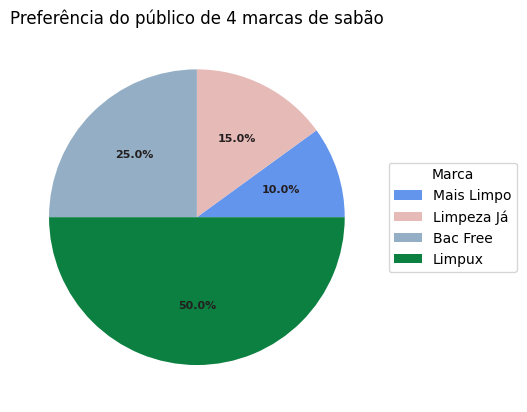 Preferência do público de 4 marcas de sabão
15.0%
25.0%
10.0%
50.0%
Marca
Mais Limpo
Limpeza Já
Bac Free
Limpux